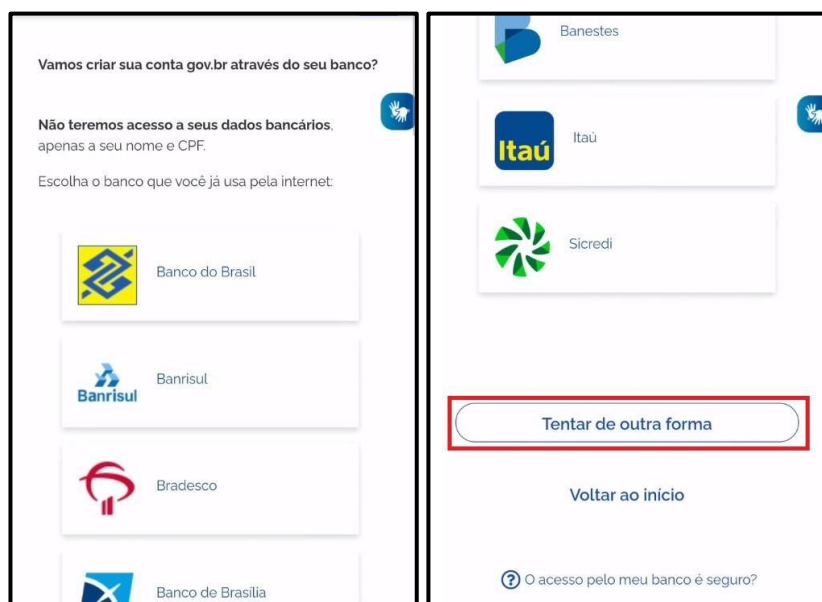 Vamos criar sua conta gov.br através do seu banco?
Não teremos acesso a seus dados bancários,
apenas a seu nome e CPF.
Escolha o banco que você já usa pela internet:
Banco do Brasil
Banrisul
Banrisul
Bradesco
Banco de Brasília
Banestes
Itaú
Itaú
Sicredi
Tentar de outra forma
Voltar ao início
? O acesso pelo meu banco é seguro?